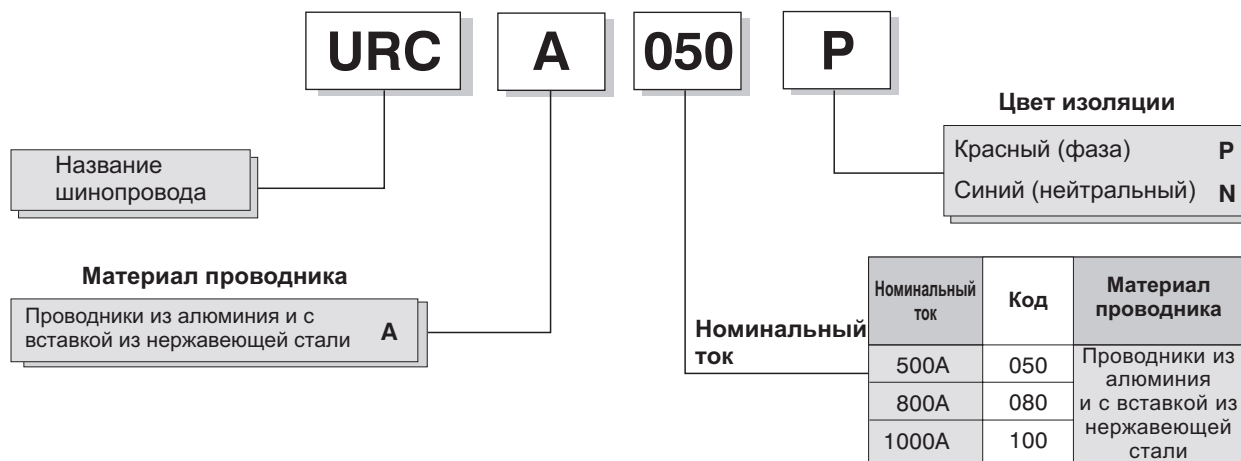 URC A 050 P
Цвет изоляции
Красный (фаза) P
Синий (нейтральный) N
Название
шинопровода
Материал проводника
Проводники из алюминия и с
вставкой из нержавеющей стали A
Номинальный
ток
Номинальный
ток
Код
Материал
проводника
500A 050
800A 080
1000A 100
Проводники из
алюминия
и с вставкой из
нержавеющей
стали